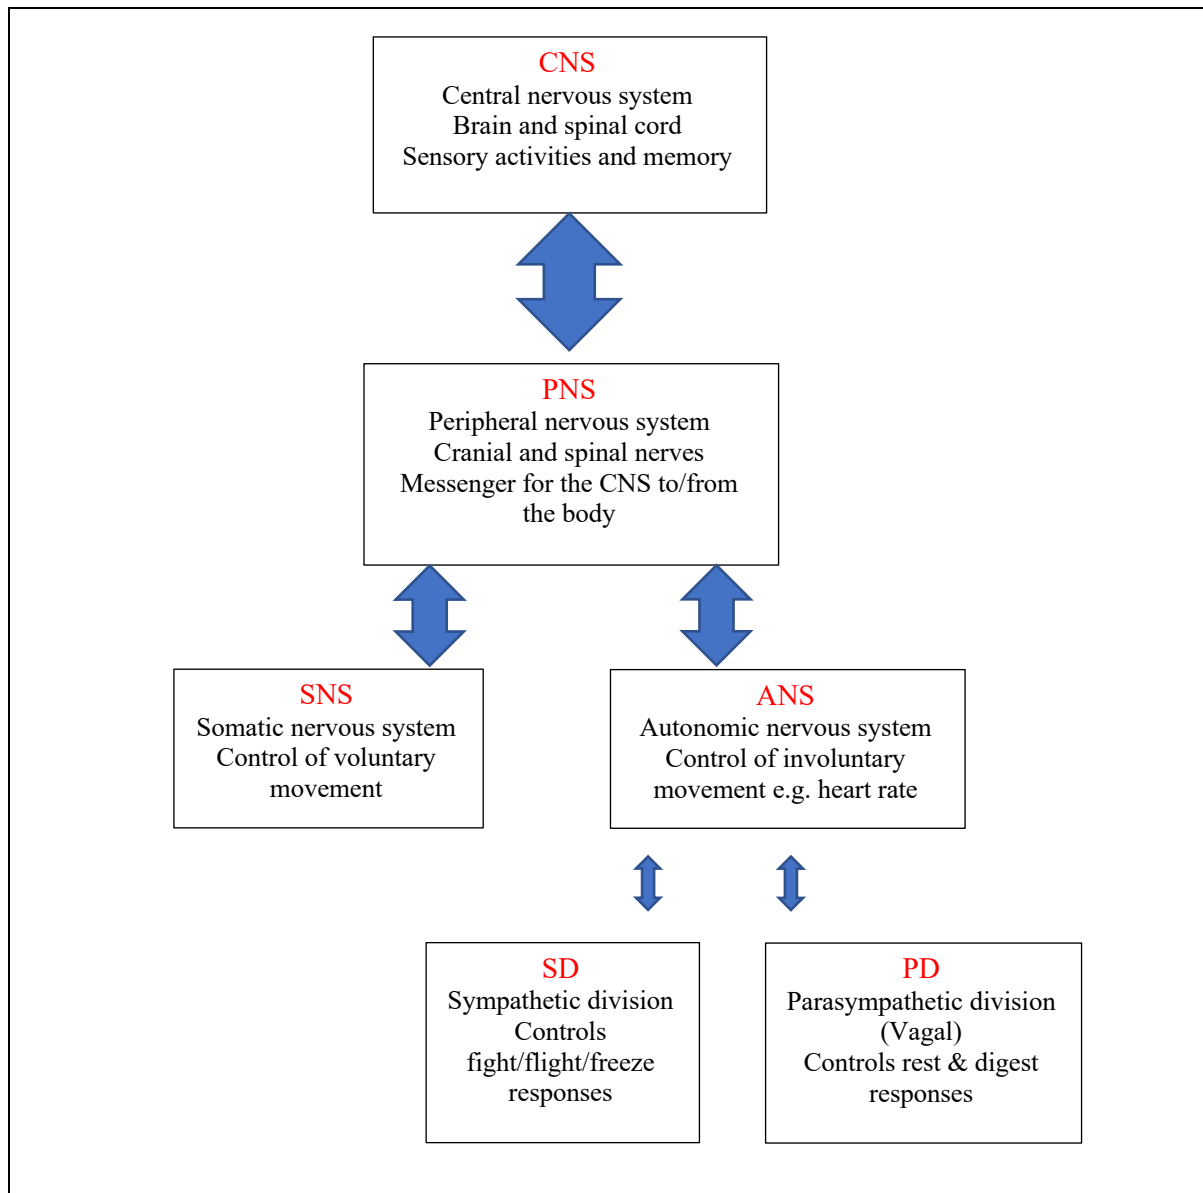 CNS
Central nervous system
Brain and spinal cord
Sensory activities and memory
PNS
Peripheral nervous system
Cranial and spinal nerves
Messenger for the CNS to/from
the body
SNS
Somatic nervous system
Control of voluntary
movement
ANS
Autonomic nervous system
Control of involuntary
movement e.g. heart rate
SD
Sympathetic division
Controls
fight/flight/freeze
responses
PD
Parasympathetic division
(Vagal)
Controls rest & digest
responses